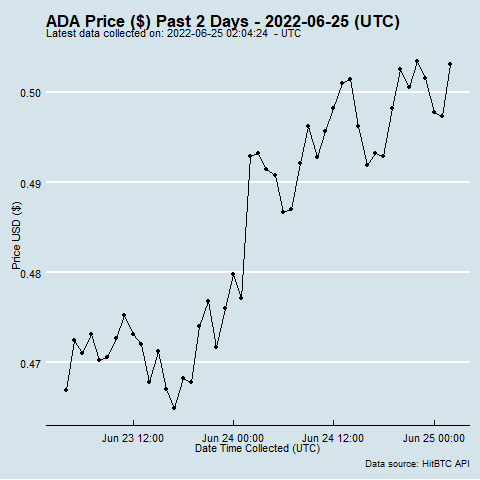 ADA Price ($) Past 2 Days - 2022-06-25 (UTC)
Latest data collected on: 2022-06-25 02:04:24 - UTC
0.50
0.49
0.48
0.47
Price USD ($)
Jun 23 12:00 Jun 24 00:00 Jun 24 12:00 Jun 25 00:00
Date Time Collected (UTC)
Data source: HitBTC API